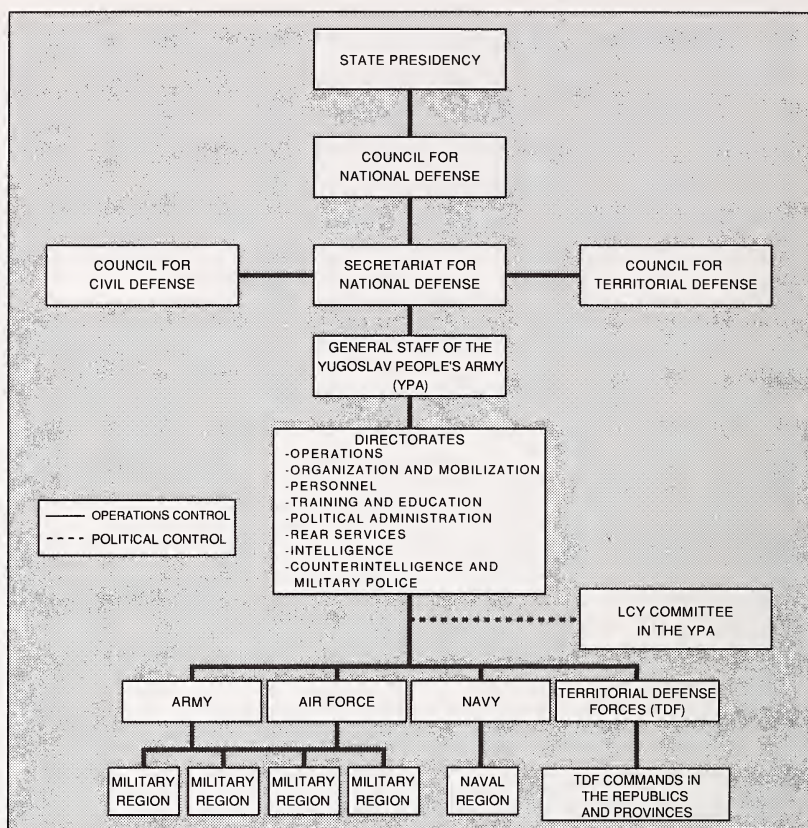 STATE PRESIDENCY
COUNCIL FOR
NATIONAL DEFENSE
COUNCIL FOR
CIVIL DEFENSE
SECRETARIAT FOR
NATIONAL DEFENSE
COUNCIL FOR
TERRITORIAL DEFENSE
GENERAL STAFF OF THE
YUGOSLAV PEOPLE'S ARMY
(YPA)
DIRECTORATES
-OPERATIONS
-ORGANIZATION AND MOBILIZATION
-PERSONNEL
-TRAINING AND EDUCATION
-POLITICAL ADMINISTRATION
-REAR SERVICES
-INTELLIGENCE
-COUNTERINTELLIGENCE AND
MILITARY POLICE
OPERATIONS CONTROL
POLITICAL CONTROL
LCY COMMITTEE
IN THE YPA
ARMY
AIR FORCE
NAVY
TERRITORIAL DEFENSE
FORCES (TDF)
MILITARY
REGION
MILITARY
REGION
MILITARY
REGION
MILITARY
REGION
NAVAL
REGION
TDF COMMANDS IN
THE REPUBLICS
AND PROVINCES